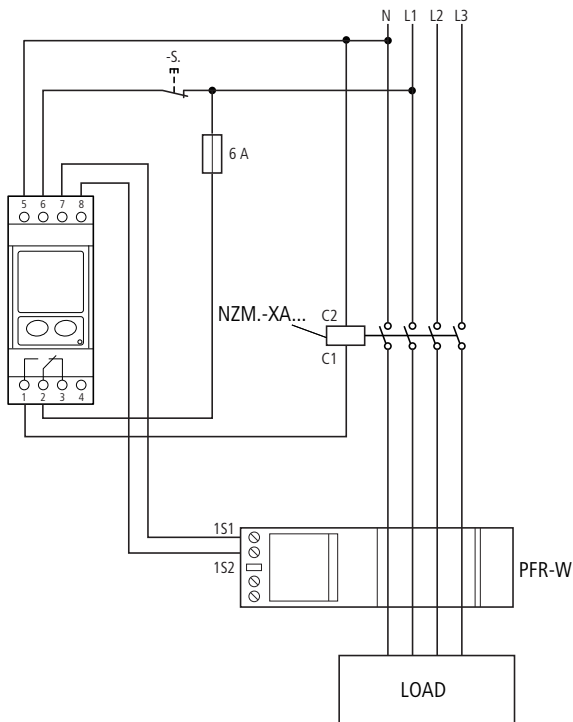 N L1 L2 L3
-S.
6 A
5 6 7 8
NZM.-XA...
C2
C1
1 2 3 4
1S1
1S2
PFR-W
LOAD